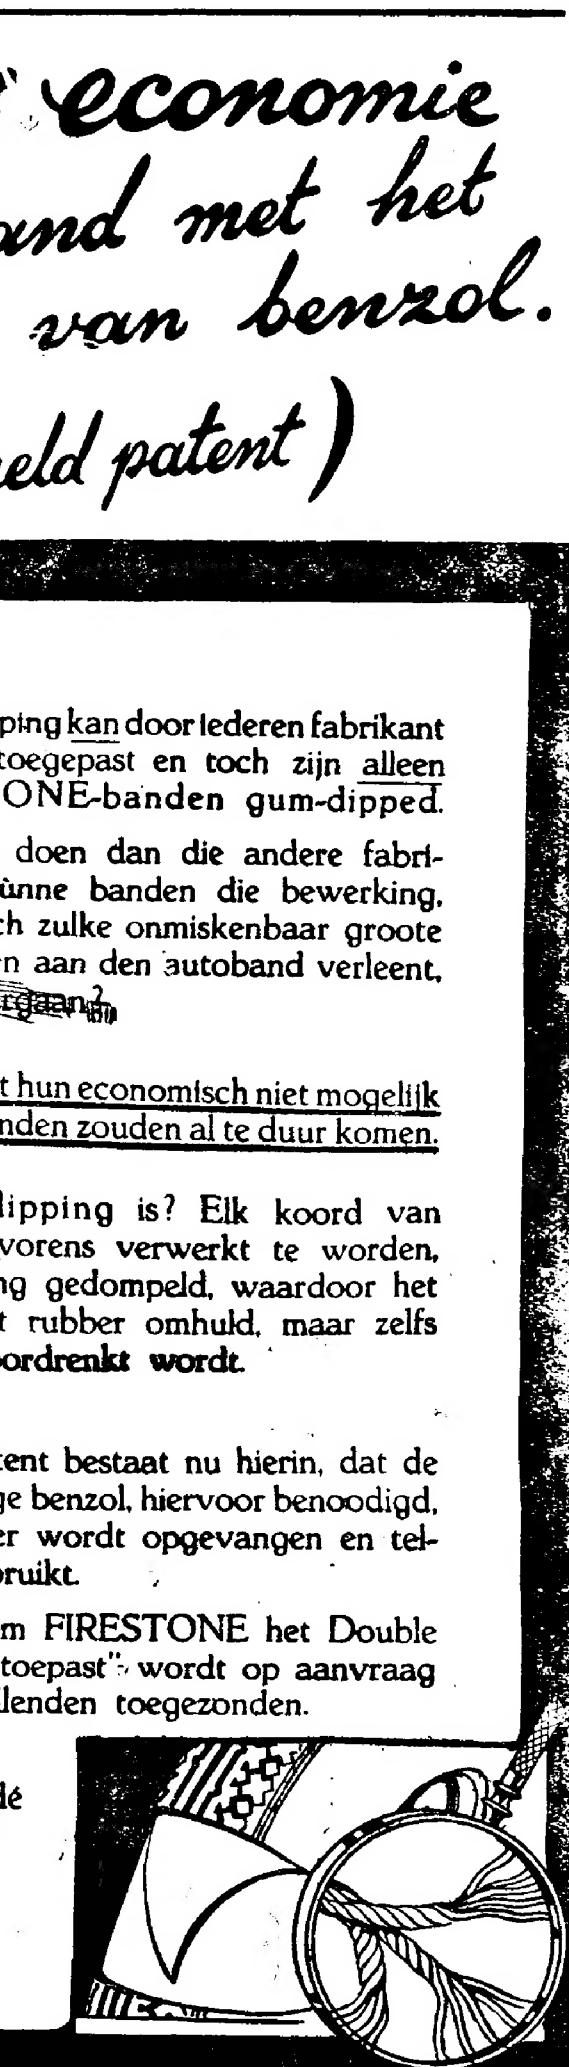 economie
and met het
van benzol.
eld patent)
ping kan door iederen fabrikant
toegepast en toch zijn alleen
ONE-banden gum-dipped.
doen dan die andere fabri-
ùnne banden die bewerking,
ch zulke onmiskenbaar groote
n aan den autoband verleent,
rgaan?
t hun economisch niet mogelijk
nden zouden al te duur komen.
lipping is? Elk koord van
vorens verwerkt te worden,
ng gedompeld, waardoor het
t rubber omhuld, maar zelfs
oordrenkt wordt.
tent bestaat nu hierin, dat de
ge benzol, hiervoor benoodigd,
er wordt opgevangen en tel-
bruikt.
m FIRESTONE het Double
toepast" wordt op aanvraag
llenden toegezonden.
dé